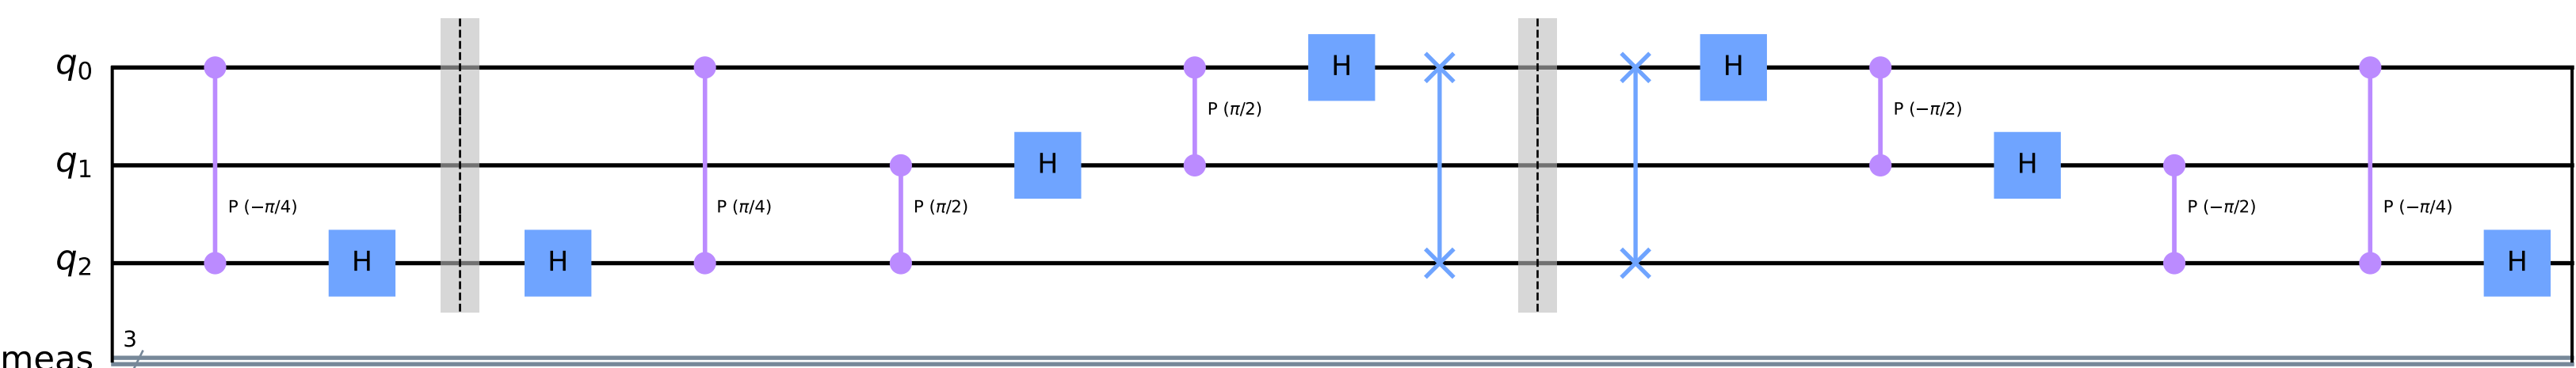 q0 H H
P (π/2) P (−π/2)
q1 H H
P (−π/4) P (π/4) P (π/2) P (−π/2) P (−π/4)
q2 H H H
3
meas